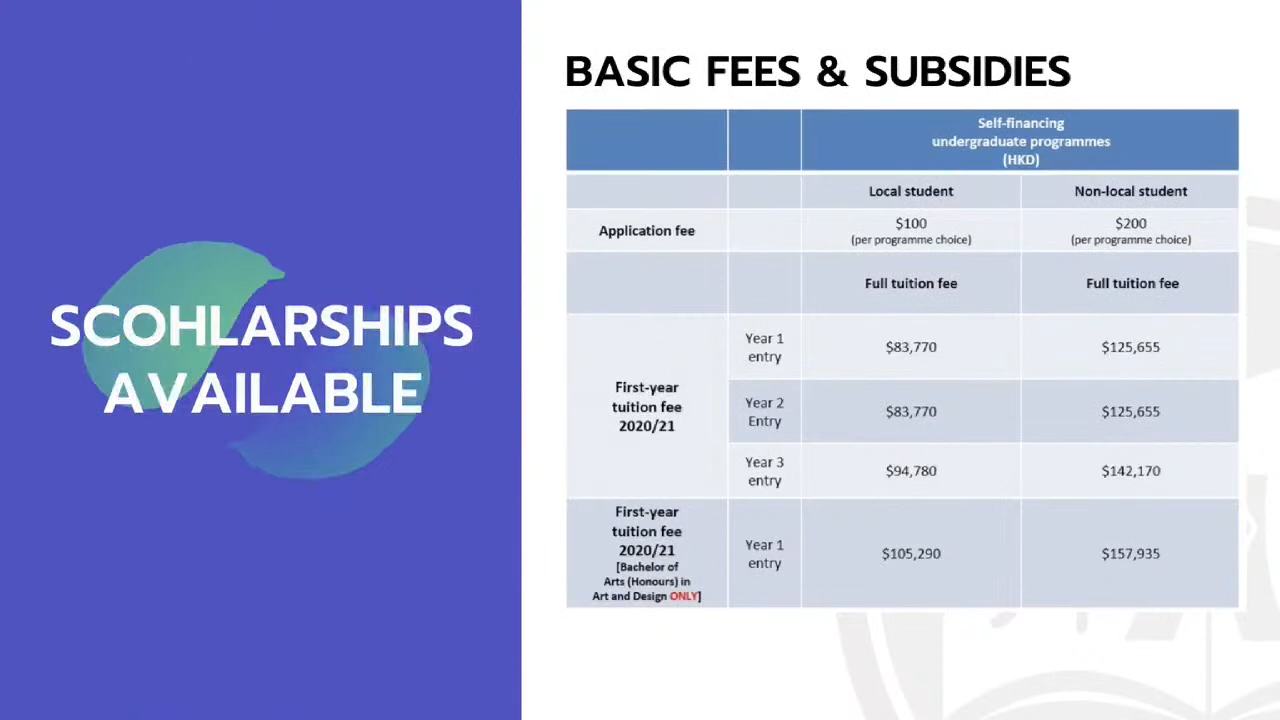 SCOHLARSHIPS
AVAILABLE
BASIC FEES & SUBSIDIES
Self-financing
undergraduate programmes
(HKD)
Local student
Non-local student
Application fee
$100
(per programme choice)
$200
(per programme choice)
Full tuition fee
Full tuition fee
First-year
tuition fee
2020/21
Year 1
entry
$83,770
$125,655
Year 2
Entry
$83,770
$125,655
Year 3
entry
$94,780
$142,170
First-year
tuition fee
2020/21
[Bachelor of
Arts (Honours) in
Art and Design ONLY]
Year 1
entry
$105,290
$157,935